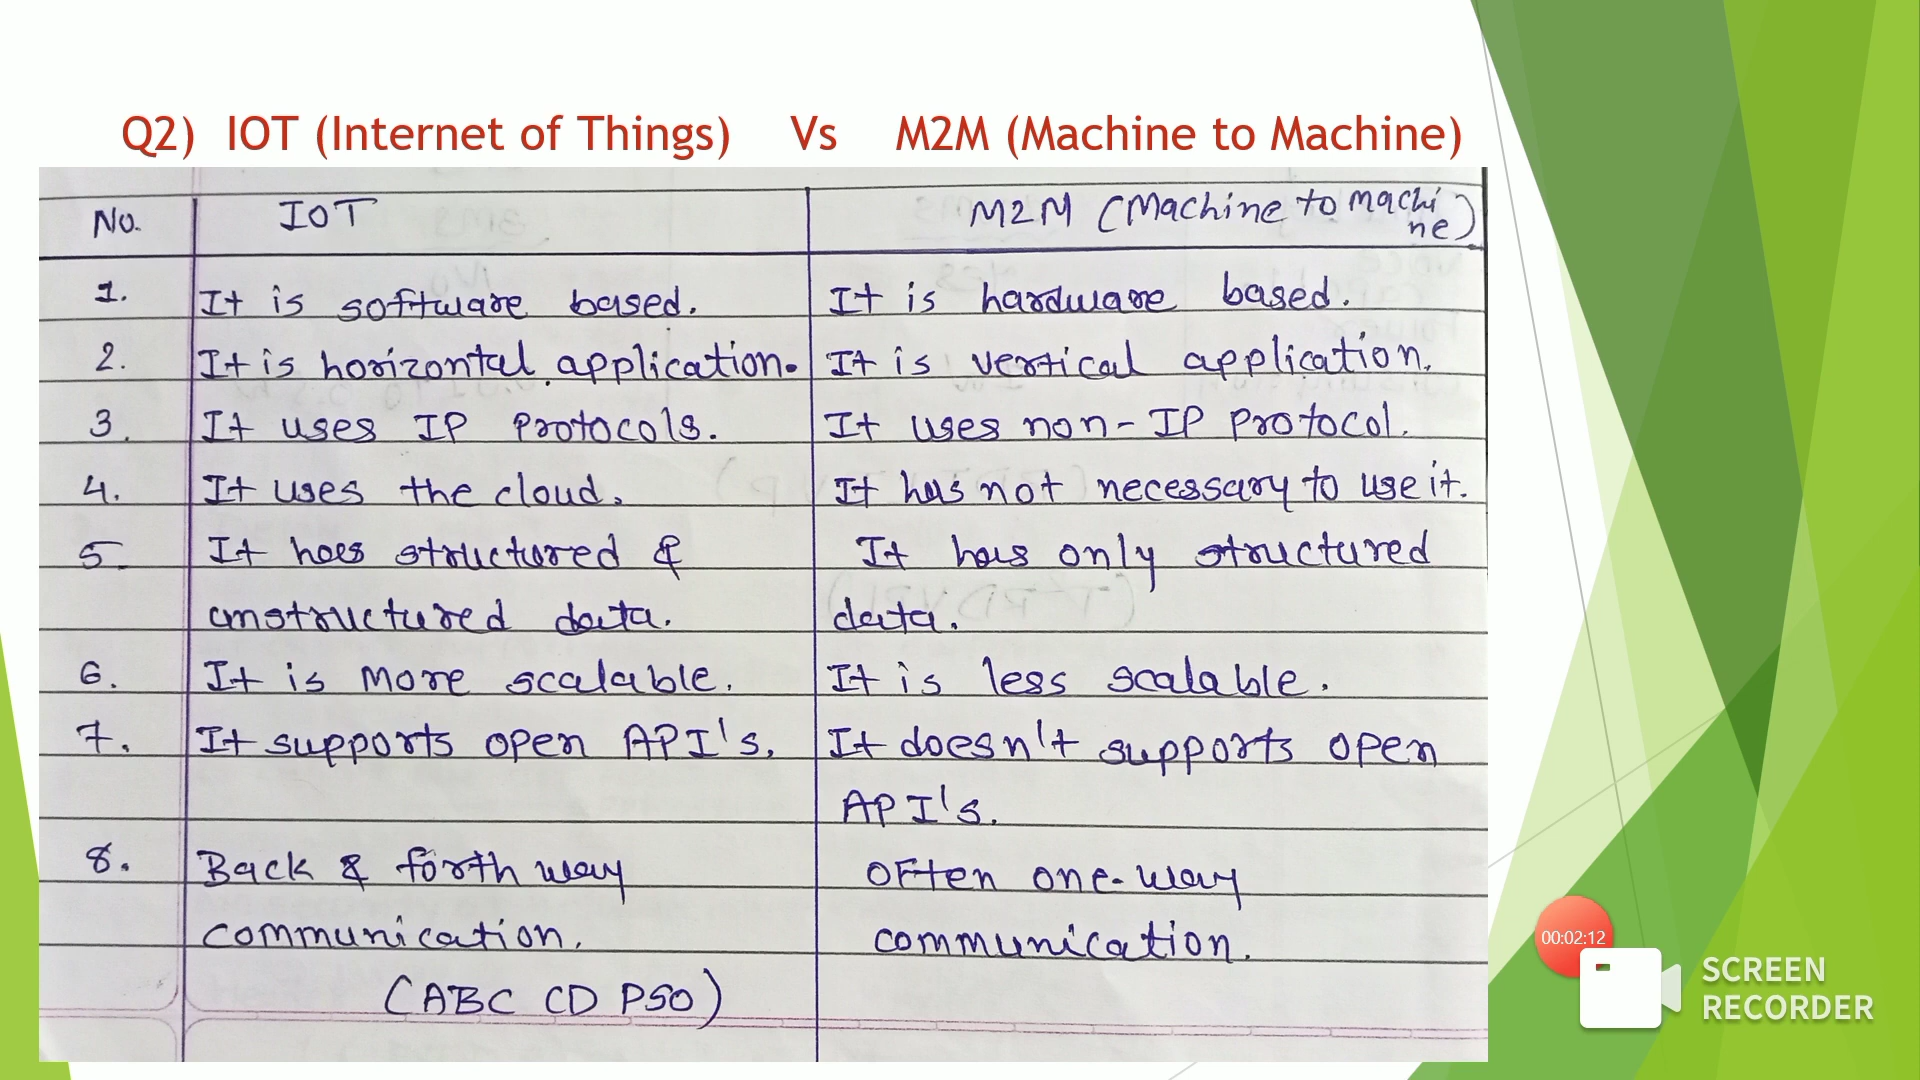 Q2) IOT (Internet of Things) Vs M2M (Machine to Machine)
No. IOT M2M (Machine to machi
ne)
1. It is software based. It is hardware based.
2. It is horizontal application. It is vertical application.
3. It uses IP Protocols. It uses non-IP Protocol.
4. It uses the cloud. It has not necessary to use it.
5. It has structured & It has only structured
unstructured data. data.
6. It is More scalable. It is less scalable.
7. It supports open API's. It doesn't supports open
API's.
8. Back & forth way Often one-way
communication. communication.
(ABC CD PSO)
00:02:12
SCREEN
RECORDER